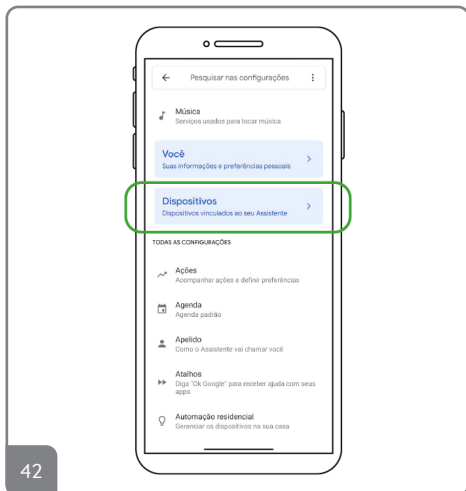 Pesquisar nas configurações
Música
Serviços usados para tocar música
Você
Suas informações e preferências pessoais
Dispositivos
Dispositivos vinculados ao seu Assistente
TODAS AS CONFIGURAÇÕES
Ações
Acompanhar ações e definir preferências
Agenda
Agenda padrão
Apelido
Como o Assistente vai chamar você
Atalhos
Diga "Ok Google" para receber ajuda com seus
apps
Automação residencial
Gerenciar os dispositivos na sua casa
42